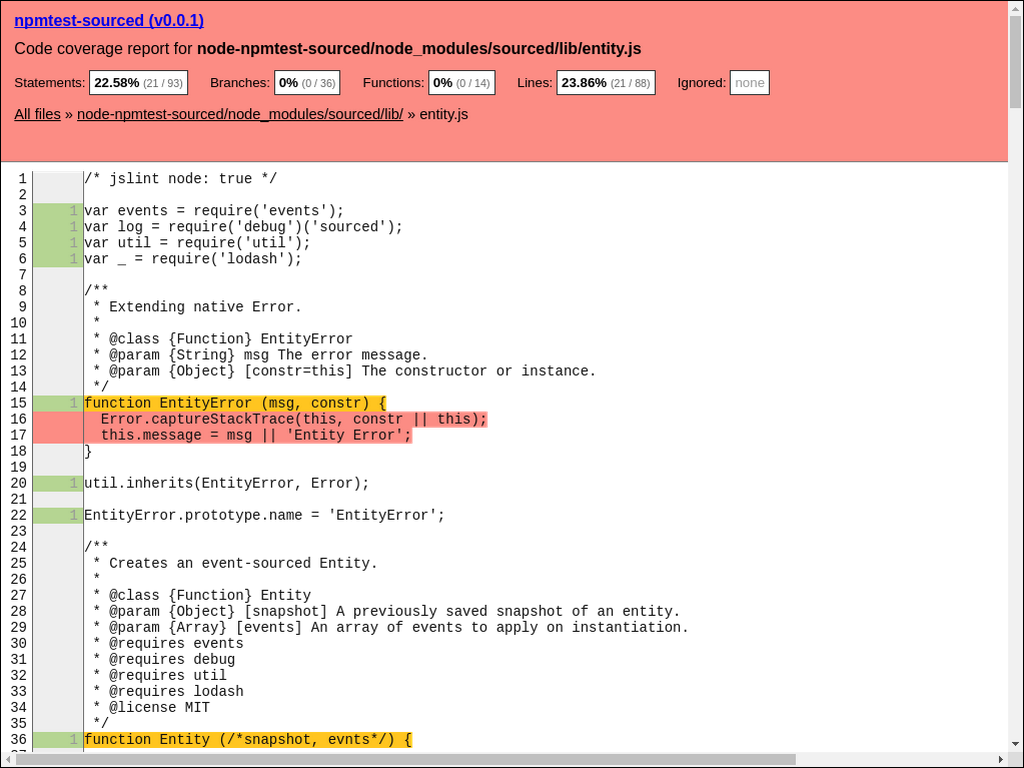 npmtest-sourced (v0.0.1)
Code coverage report for node-npmtest-sourced/node_modules/sourced/lib/entity.js
Statements: 22.58% (21 / 93) Branches: 0% (0 / 36) Functions: 0% (0 / 14) Lines: 23.86% (21 / 88) Ignored: none
All files » node-npmtest-sourced/node_modules/sourced/lib/ » entity.js
1 /* jslint node: true */
2
3 1 var events = require('events');
4 1 var log = require('debug')('sourced');
5 1 var util = require('util');
6 1 var _ = require('lodash');
7
8 /**
9 * Extending native Error.
10 *
11 * @class {Function} EntityError
12 * @param {String} msg The error message.
13 * @param {Object} [constr=this] The constructor or instance.
14 */
15 1 function EntityError (msg, constr) {
16 Error.captureStackTrace(this, constr || this);
17 this.message = msg || 'Entity Error';
18 }
19
20 1 util.inherits(EntityError, Error);
21
22 1 EntityError.prototype.name = 'EntityError';
23
24 /**
25 * Creates an event-sourced Entity.
26 *
27 * @class {Function} Entity
28 * @param {Object} [snapshot] A previously saved snapshot of an entity.
29 * @param {Array} [events] An array of events to apply on instantiation.
30 * @requires events
31 * @requires debug
32 * @requires util
33 * @requires lodash
34 * @license MIT
35 */
36 1 function Entity (/*snapshot, evnts*/) {